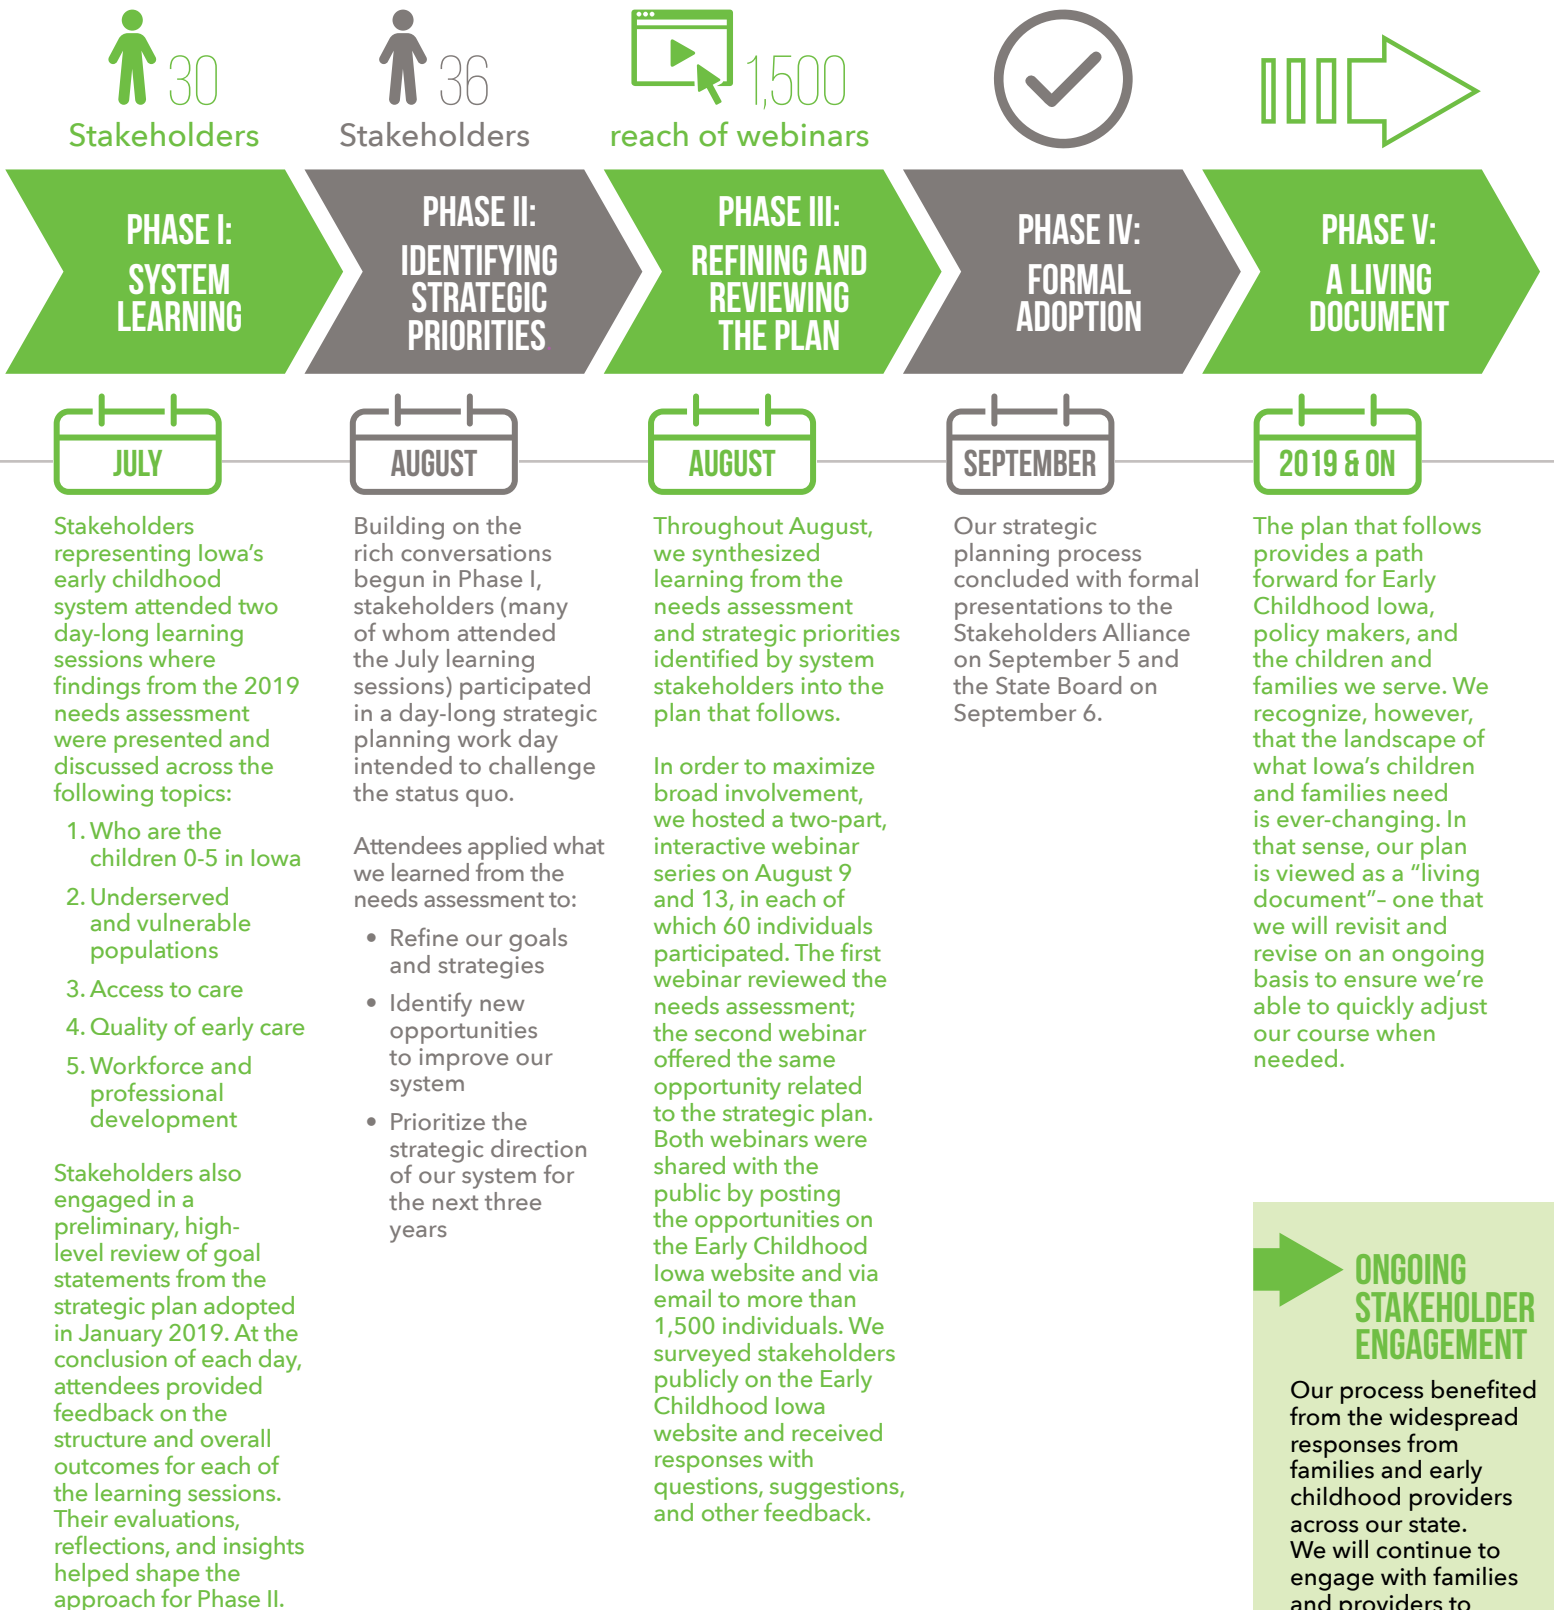 30
Stakeholders
36
Stakeholders
1,500
reach of webinars
PHASE I:
SYSTEM
LEARNING
PHASE II:
IDENTIFYING
STRATEGIC
PRIORITIES
PHASE III:
REFINING AND
REVIEWING
THE PLAN
PHASE IV:
FORMAL
ADOPTION
PHASE V:
A LIVING
DOCUMENT
JULY
AUGUST
AUGUST
SEPTEMBER
2019 & ON
Stakeholders
representing Iowa's
early childhood
system attended two
day-long learning
sessions where
findings from the 2019
needs assessment
were presented and
discussed across the
following topics:
1. Who are the
children 0-5 in Iowa
2. Underserved
and vulnerable
populations
3. Access to care
4. Quality of early care
5. Workforce and
professional
development
Stakeholders also
engaged in a
preliminary, high-
level review of goal
statements from the
strategic plan adopted
in January 2019. At the
conclusion of each day,
attendees provided
feedback on the
structure and overall
outcomes for each of
the learning sessions.
Their evaluations,
reflections, and insights
helped shape the
approach for Phase II.
Building on the
rich conversations
begun in Phase I,
stakeholders (many
of whom attended
the July learning
sessions) participated
in a day-long strategic
planning work day
intended to challenge
the status quo.
Attendees applied what
we learned from the
needs assessment to:
• Refine our goals
and strategies
• Identify new
opportunities
to improve our
system
• Prioritize the
strategic direction
of our system for
the next three
years
Throughout August,
we synthesized
learning from the
needs assessment
and strategic priorities
identified by system
stakeholders into the
plan that follows.
In order to maximize
broad involvement,
we hosted a two-part,
interactive webinar
series on August 9
and 13, in each of
which 60 individuals
participated. The first
webinar reviewed the
needs assessment;
the second webinar
offered the same
opportunity related
to the strategic plan.
Both webinars were
shared with the
public by posting
the opportunities on
the Early Childhood
Iowa website and via
email to more than
1,500 individuals. We
surveyed stakeholders
publicly on the Early
Childhood Iowa
website and received
responses with
questions, suggestions,
and other feedback.
Our strategic
planning process
concluded with formal
presentations to the
Stakeholders Alliance
on September 5 and
the State Board on
September 6.
The plan that follows
provides a path
forward for Early
Childhood Iowa,
policy makers, and
the children and
families we serve. We
recognize, however,
that the landscape of
what Iowa's children
and families need
is ever-changing. In
that sense, our plan
is viewed as a "living
document"– one that
we will revisit and
revise on an ongoing
basis to ensure we're
able to quickly adjust
our course when
needed.
ONGOING
STAKEHOLDER
ENGAGEMENT
Our process benefited
from the widespread
responses from
families and early
childhood providers
across our state.
We will continue to
engage with families
and providers to